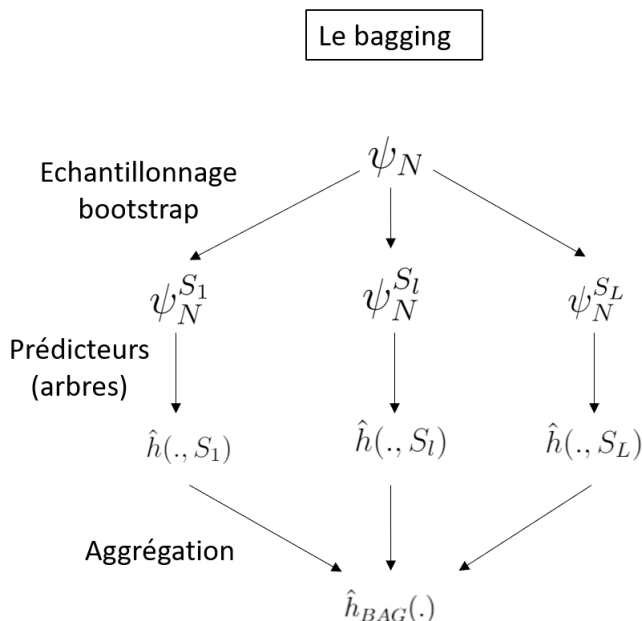 Le bagging
ψ_N
Echantillonnage
bootstrap
ψ_N^{S_1} ψ_N^{S_l} ψ_N^{S_L}
Prédicteurs
(arbres)
ĥ(., S_1) ĥ(., S_l) ĥ(., S_L)
Aggrégation
ĥ_{BAG}(.)